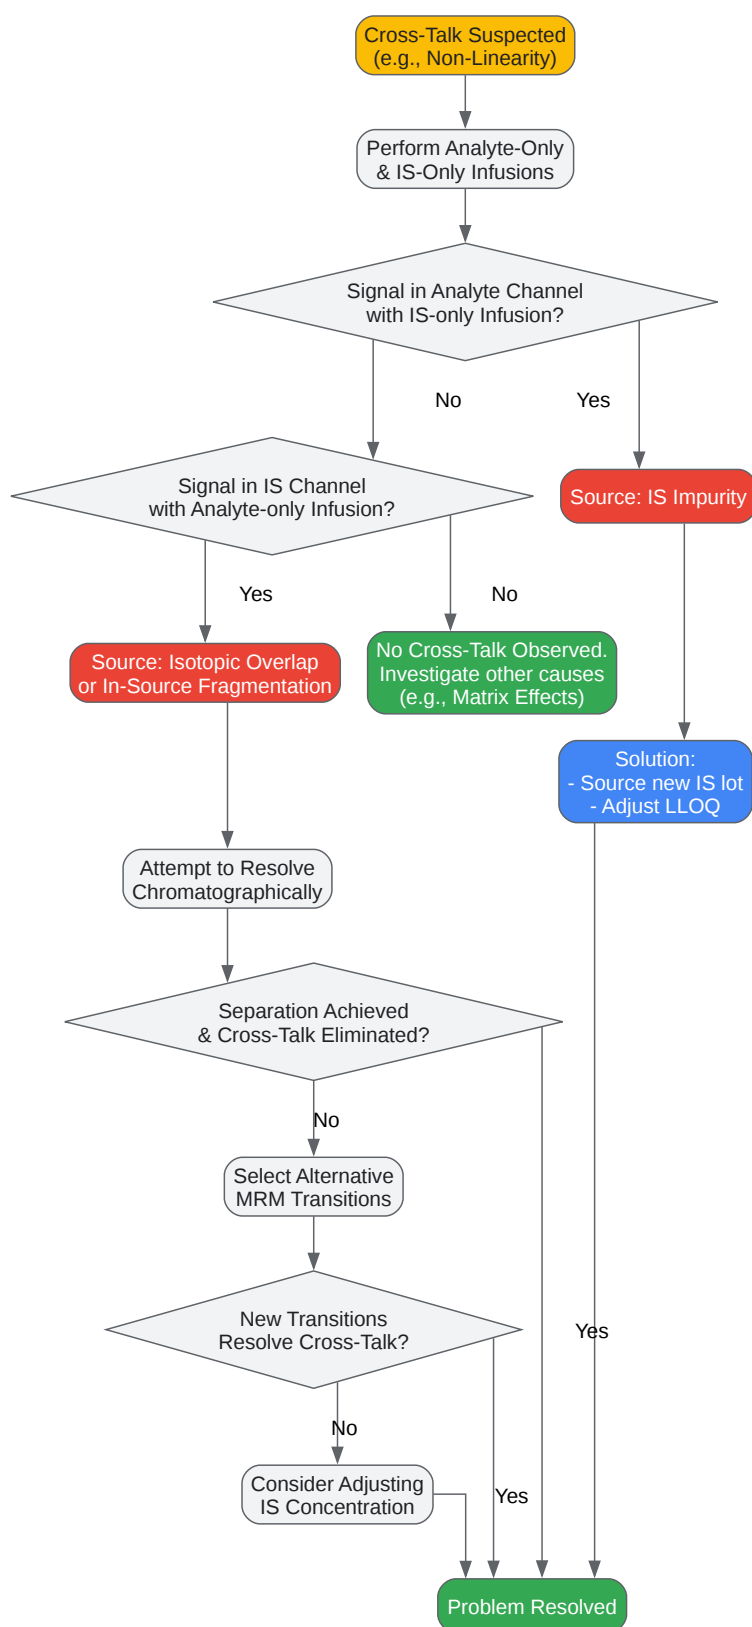 Cross-Talk Suspected
(e.g., Non-Linearity)
Perform Analyte-Only
& IS-Only Infusions
Signal in Analyte Channel
with IS-only Infusion?
No
Yes
Signal in IS Channel
with Analyte-only Infusion?
Source: IS Impurity
Yes
No
Source: Isotopic Overlap
or In-Source Fragmentation
No Cross-Talk Observed.
Investigate other causes
(e.g., Matrix Effects)
Solution:
- Source new IS lot
- Adjust LLOQ
Attempt to Resolve
Chromatographically
Separation Achieved
& Cross-Talk Eliminated?
No
Select Alternative
MRM Transitions
New Transitions
Resolve Cross-Talk?
Yes
No
Consider Adjusting
IS Concentration
Yes
Problem Resolved